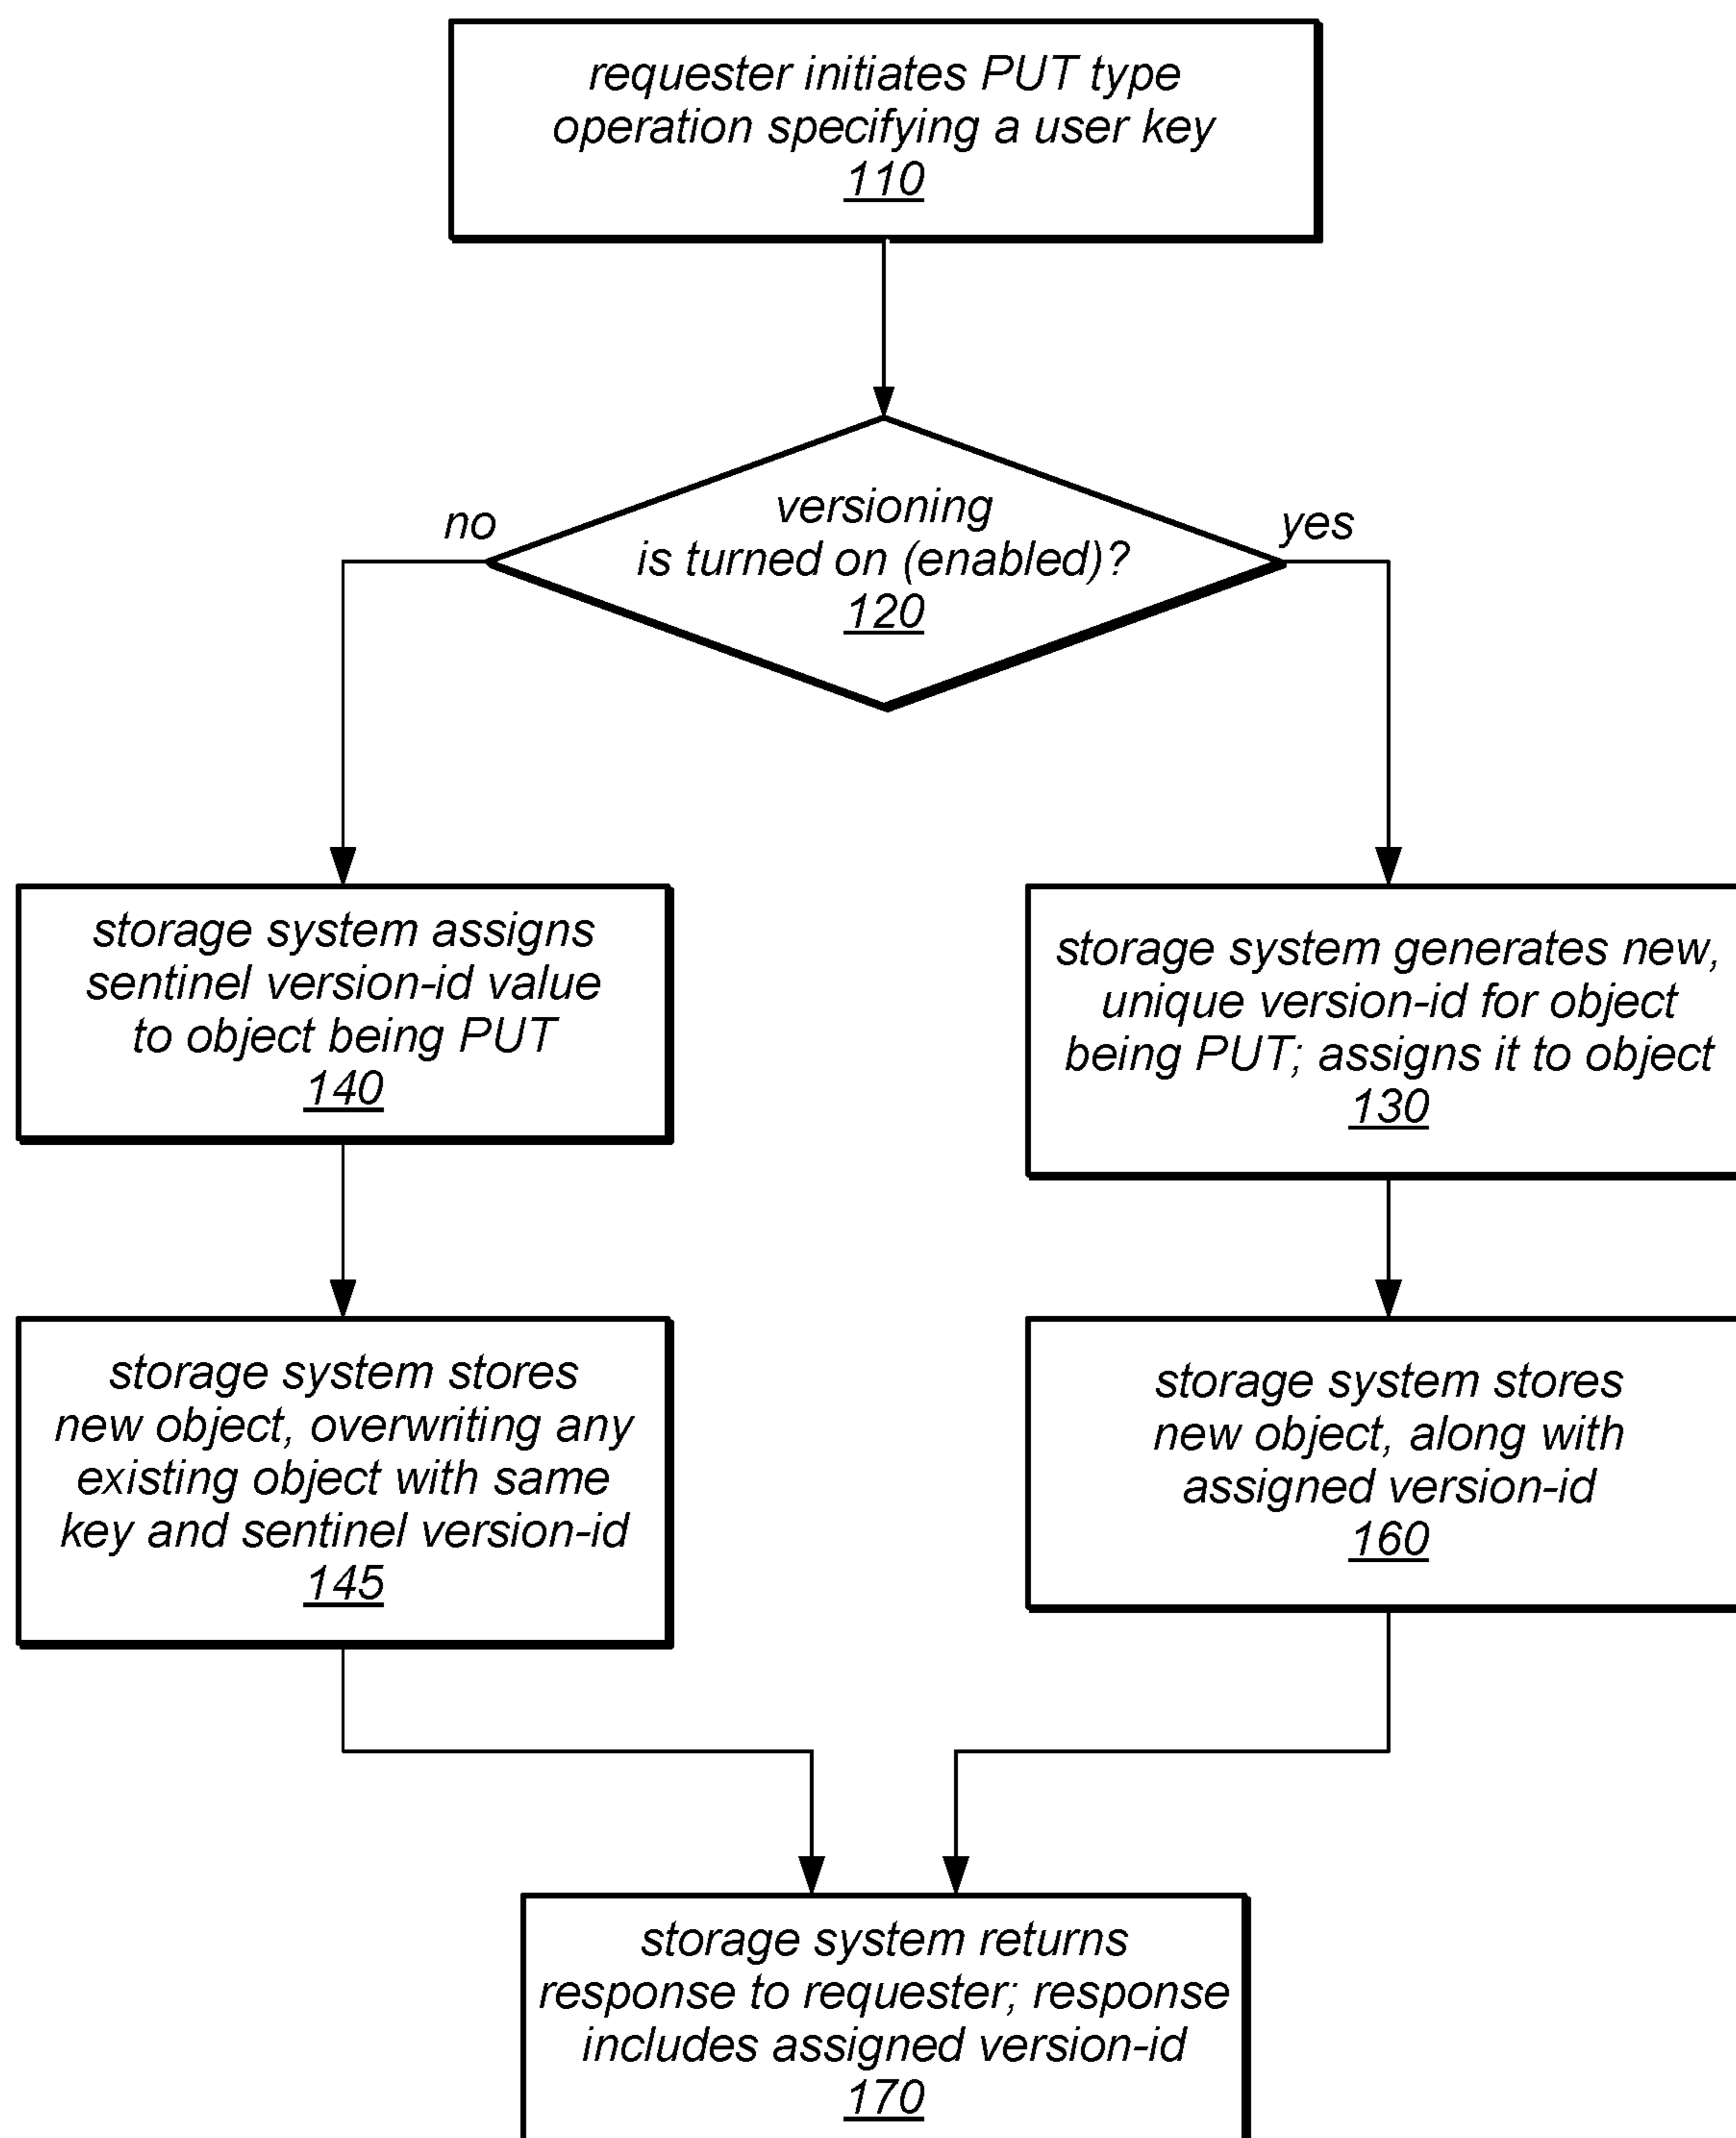 requester initiates PUT type
operation specifying a user key
110
versioning
is turned on (enabled)?
120
no
yes
storage system assigns
sentinel version-id value
to object being PUT
140
storage system generates new,
unique version-id for object
being PUT; assigns it to object
130
storage system stores
new object, overwriting any
existing object with same
key and sentinel version-id
145
storage system stores
new object, along with
assigned version-id
160
storage system returns
response to requester; response
includes assigned version-id
170